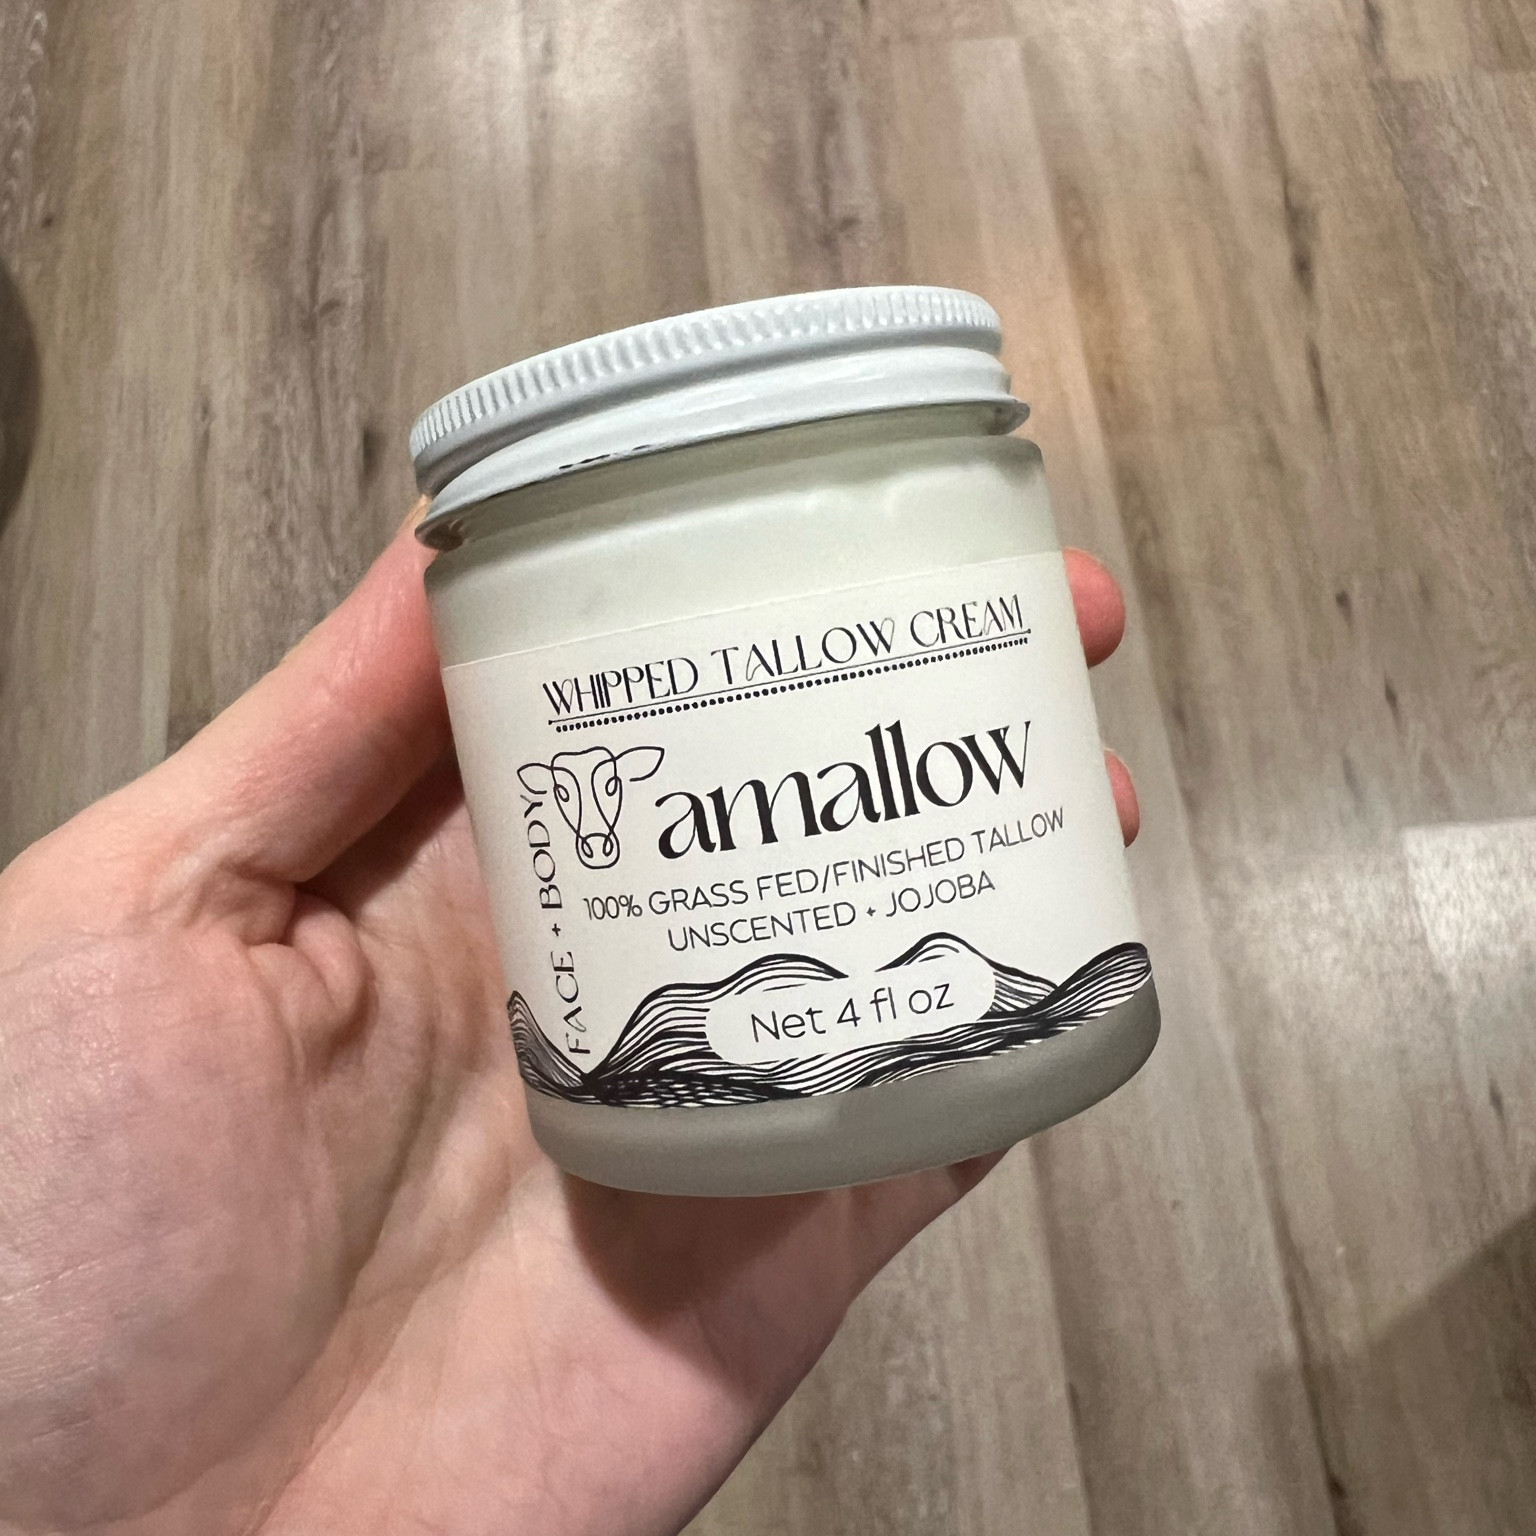 WHIPPED TALLOW CREAM
amallow
FACE + BODY
100% GRASS FED/FINISHED TALLOW
UNSCENTED + JOJOBA
Net 4 fl oz